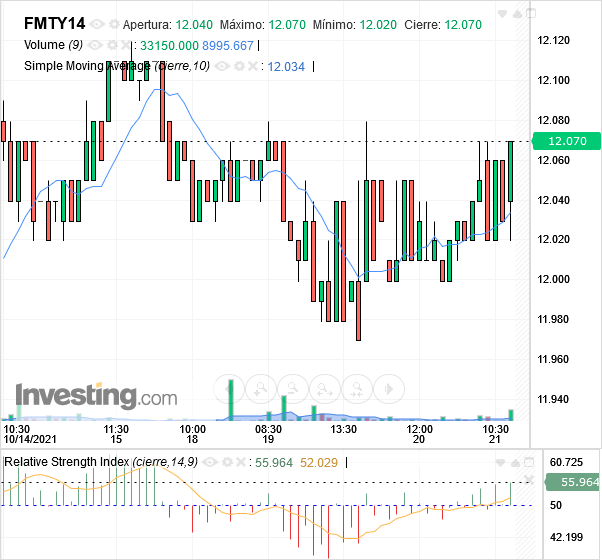 FMTY14 Apertura: 12.040 Máximo: 12.070 Mínimo: 12.020 Cierre: 12.070
Volume (9) : 33150.000 8995.667
Simple Moving Average (cierre,10) : 12.034
12.120
12.100
12.080
12.070
12.060
12.040
12.020
12.000
11.980
11.960
11.940
Investing.com
10:30 11:30 10:00 08:30 13:30 12:00 10:30
10/14/2021 15 18 19 20 21
Relative Strength Index (cierre,14,9) : 55.964 52.029
60.725
55.964
50
42.199